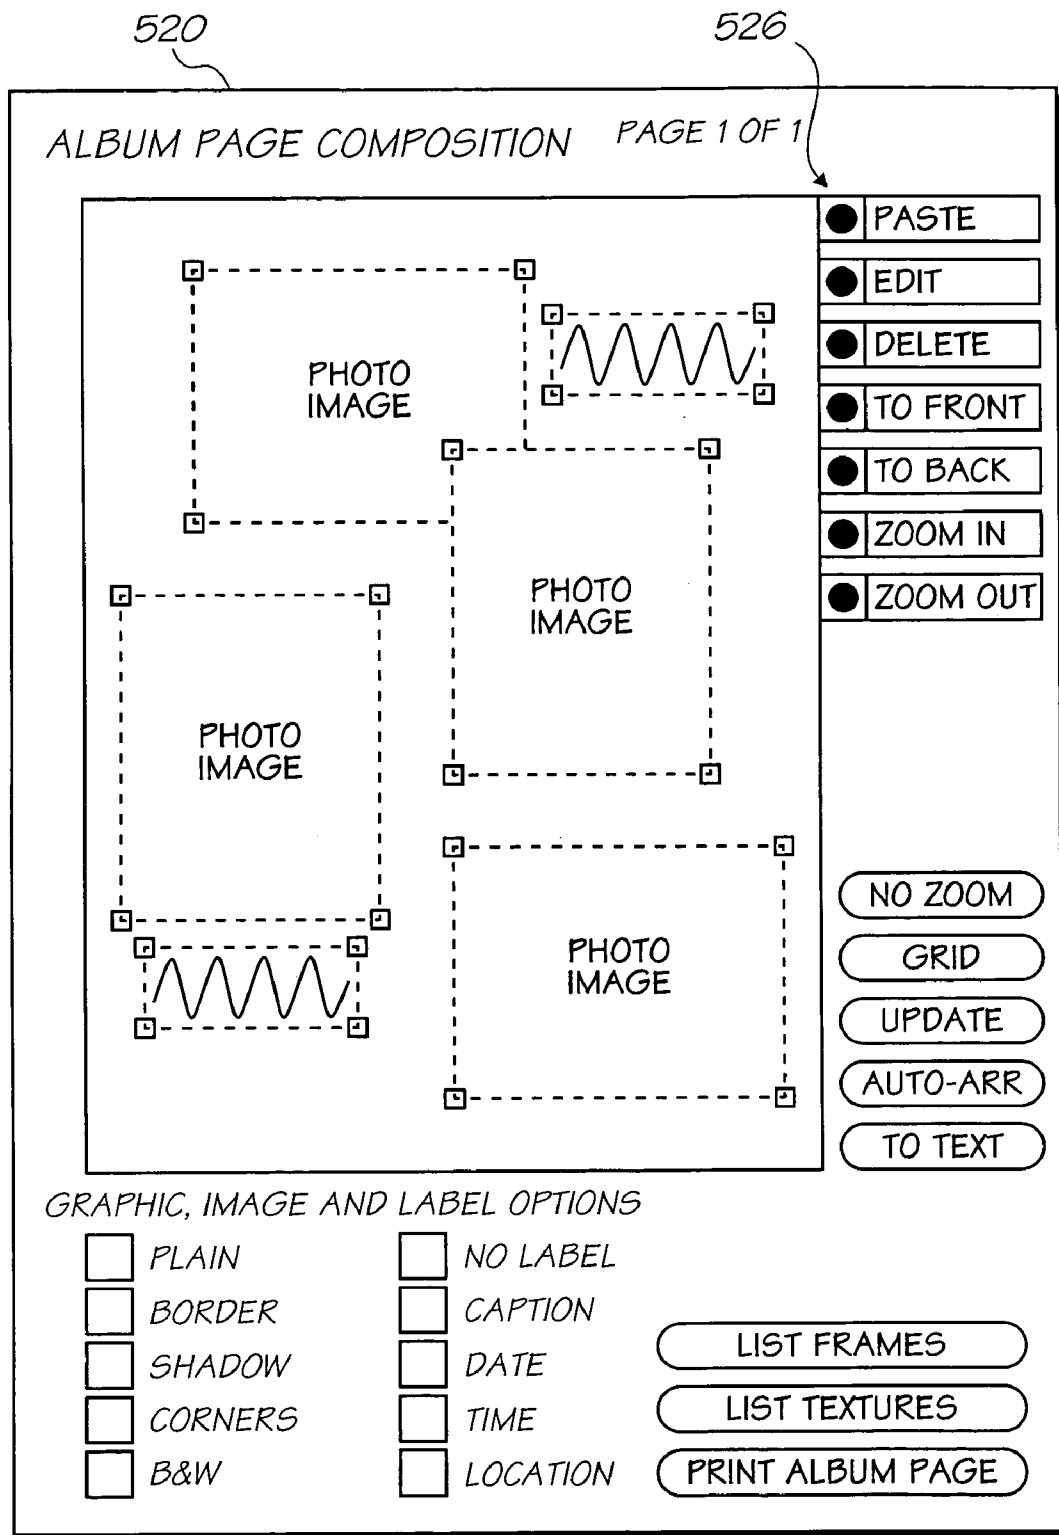 520
526
ALBUM PAGE COMPOSITION
PAGE 1 OF 1
PASTE
EDIT
DELETE
TO FRONT
TO BACK
ZOOM IN
ZOOM OUT
PHOTO
IMAGE
PHOTO
IMAGE
PHOTO
IMAGE
PHOTO
IMAGE
NO ZOOM
GRID
UPDATE
AUTO-ARR
TO TEXT
GRAPHIC, IMAGE AND LABEL OPTIONS
PLAIN
BORDER
SHADOW
CORNERS
B&W
NO LABEL
CAPTION
DATE
TIME
LOCATION
LIST FRAMES
LIST TEXTURES
PRINT ALBUM PAGE